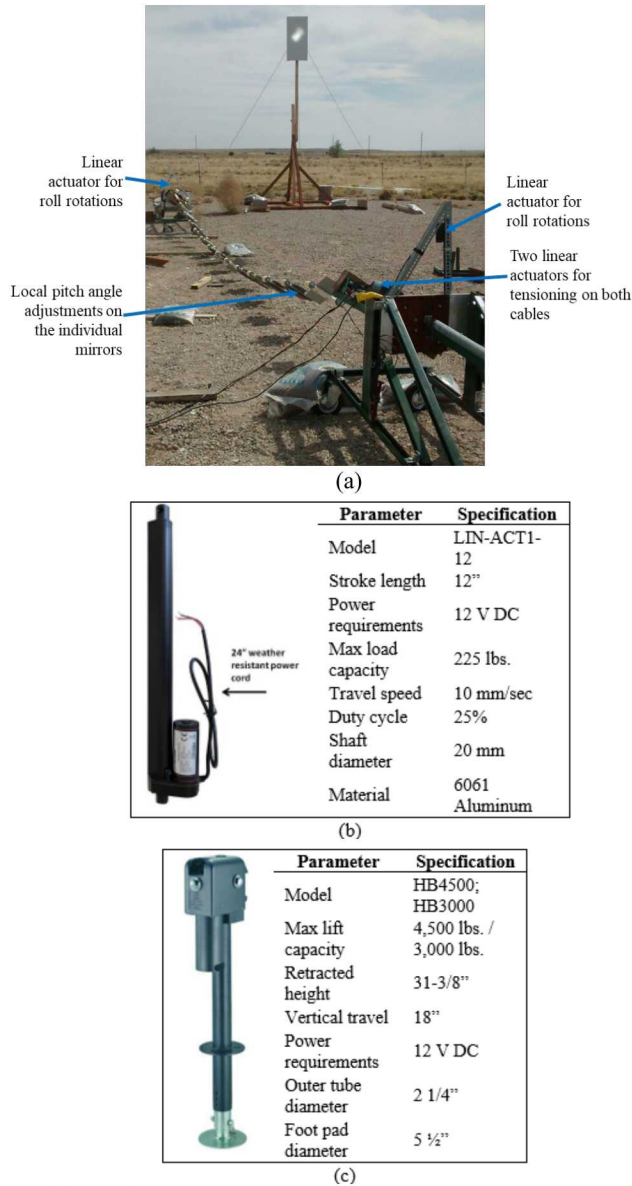 Linear
actuator for
roll rotations
Linear
actuator for
roll rotations
Two linear
actuators for
tensioning on both
cables
Local pitch angle
adjustments on
the individual
mirrors
(a)
Parameter Specification
Model LIN-ACT1-
12
Stroke length 12”
Power
requirements 12 V DC
Max load
capacity 225 lbs.
Travel speed 10 mm/sec
Duty cycle 25%
Shaft
diameter 20 mm
Material 6061
Aluminum
24" weather
resistant power
cord
(b)
Parameter Specification
Model HB4500;
HB3000
Max lift 4,500 lbs. /
capacity 3,000 lbs.
Retracted
height 31-3/8”
Vertical travel 18”
Power
requirements 12 V DC
Outer tube
diameter 2 1/4”
Foot pad
diameter 5 ½”
(c)